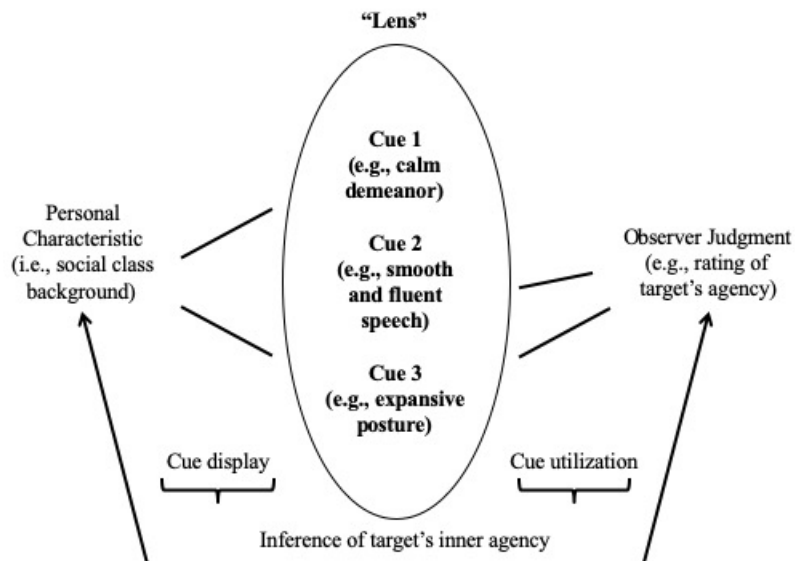 “Lens”
Cue 1
(e.g., calm
demeanor)
Personal
Characteristic
(i.e., social class
background)
Cue 2
(e.g., smooth
and fluent
speech)
Observer Judgment
(e.g., rating of
target’s agency)
Cue 3
(e.g., expansive
posture)
Cue display
Cue utilization
Inference of target’s inner agency